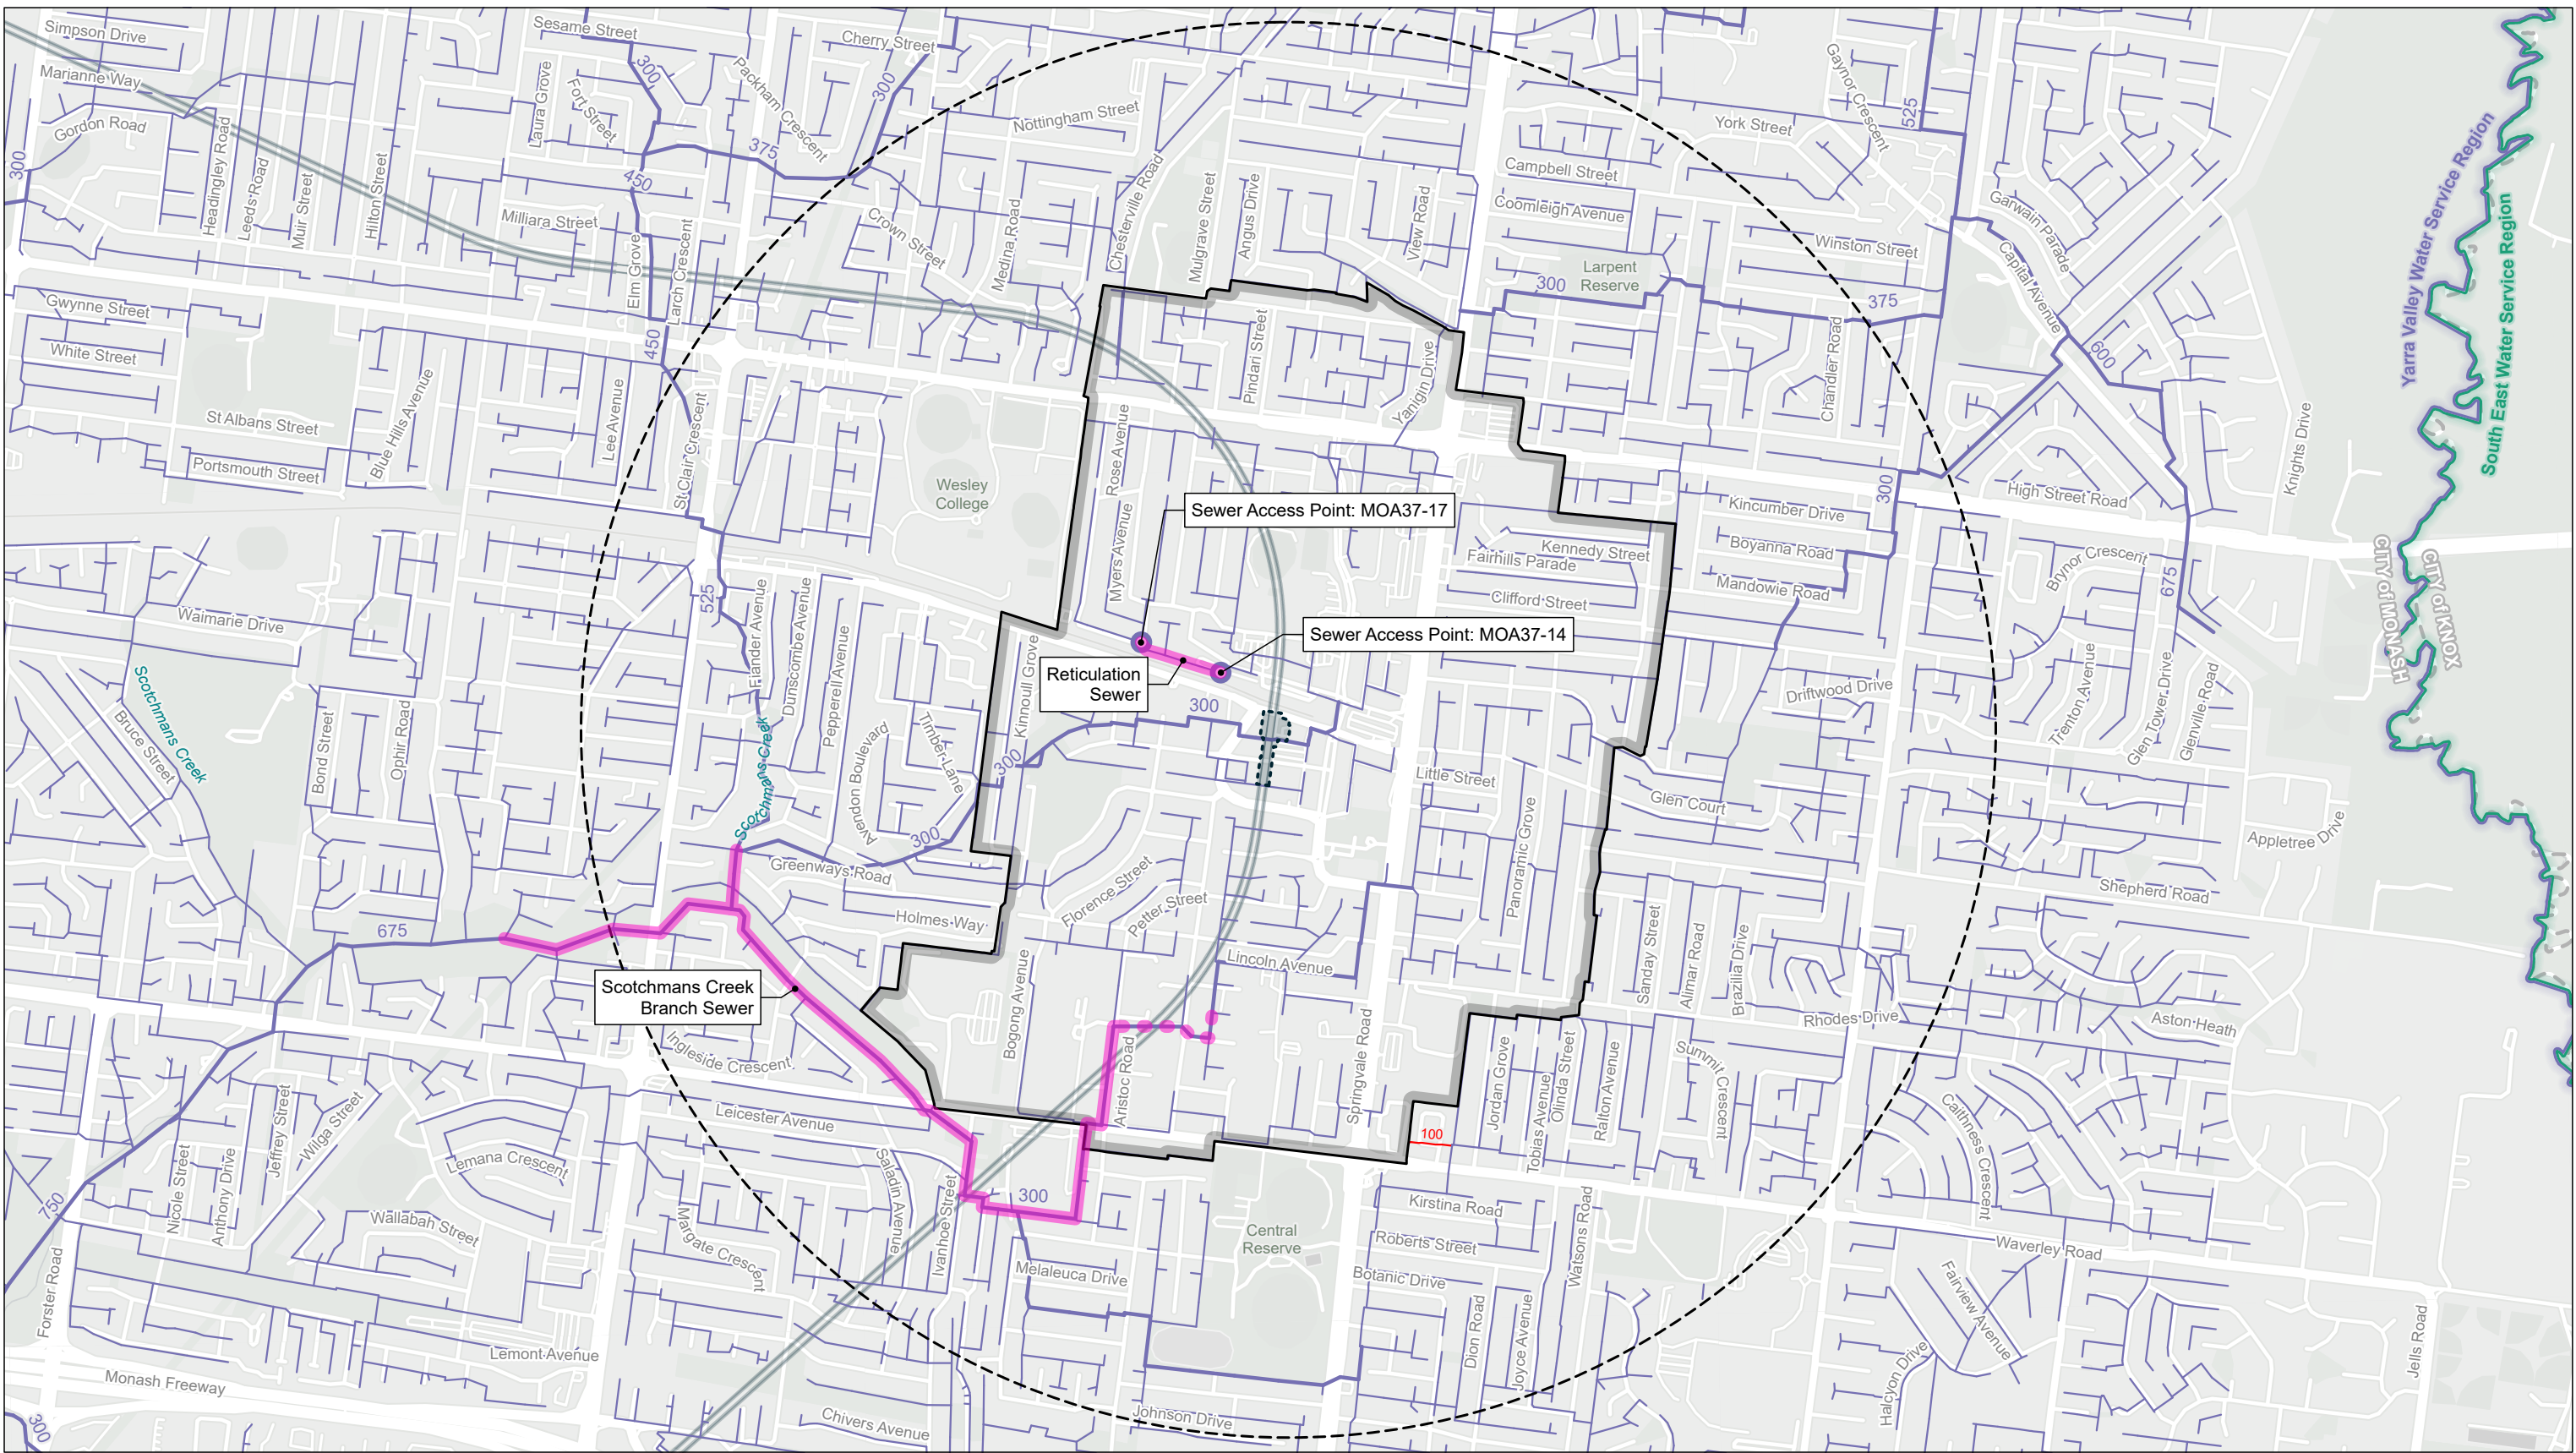 Simpson Drive
Sesame Street
Cherry Street
300
300
Marianne Way
Packham Crescent
Laura Grove
Fort Street
Gaynor Crescent
525
Gordon Road
Nottingham Street
York Street
Yarra Valley Water Service Region
South East Water Service Region
300
Headingley Road
Leeds Road
Muir Street
Hilton Street
375
450
Chesterville Road
Mulgrave Street
Angus Drive
View Road
Campbell Street
Coomleigh Avenue
Garwain Parade
Milliara Street
Crown Street
Medina Road
Winston Street
Capital Avenue
Elm Grove
Larch Crescent
Larpent
Reserve
300
375
Gwynne Street
White Street
450
Pindari Street
Yanigin Drive
Chandler Road
600
St Albans Street
Blue Hills Avenue
Lee Avenue
St Clair Crescent
Portsmouth Street
Rose Avenue
Knights Drive
Wesley
College
Sewer Access Point: MOA37-17
300
High Street Road
Kincumber Drive
Myers Avenue
Kennedy Street
Fairhills Parade
Boyanna Road
Brynor Crescent
CITY of MONASH
CITY of KNOX
Mandowie Road
675
Clifford Street
525
Flander Avenue
Dunscombe Avenue
Pepperell Avenue
Waimarie Drive
Sewer Access Point: MOA37-14
Kinnoull Grove
Reticulation
Sewer
Scotchmans Creek
Bruce Street
Bond Street
Ophir Road
Scotchmans Creek
Avendon Boulevard
Timber Lane
300
300
Driftwood Drive
Trenton Avenue
Glen Tower Drive
Glenville Road
Little Street
Glen Court
Panoramic Grove
300
Greenways Road
Appletree Drive
Florence Street
Petter Street
Shepherd Road
Holmes Way
675
Lincoln Avenue
Bogong Avenue
Sanday Street
Alimar Road
Brazilia Drive
Scotchmans Creek
Branch Sewer
Rhodes Drive
Aston Heath
Ingleside Crescent
Aristoc Road
Springvale Road
Jordan Grove
Tobias Avenue
Olinda Street
Ralton Avenue
Summit Crescent
Leicester Avenue
Caithness Crescent
100
Jeffrey Street
Wilga Street
Nicole Street
Anthony Drive
Lemana Crescent
Saladin Avenue
Ivanhoe Street
300
750
Wallabah Street
Margate Crescent
Kirstina Road
Roberts Street
Watsons Road
Waverley Road
Central
Reserve
Forster Road
Melaleuca Drive
Botanic Drive
Fairview Avenue
Dion Road
Joyce Avenue
Halcyon Drive
Jells Road
Lemont Avenue
Monash Freeway
300
Chivers Avenue
Johnson Drive